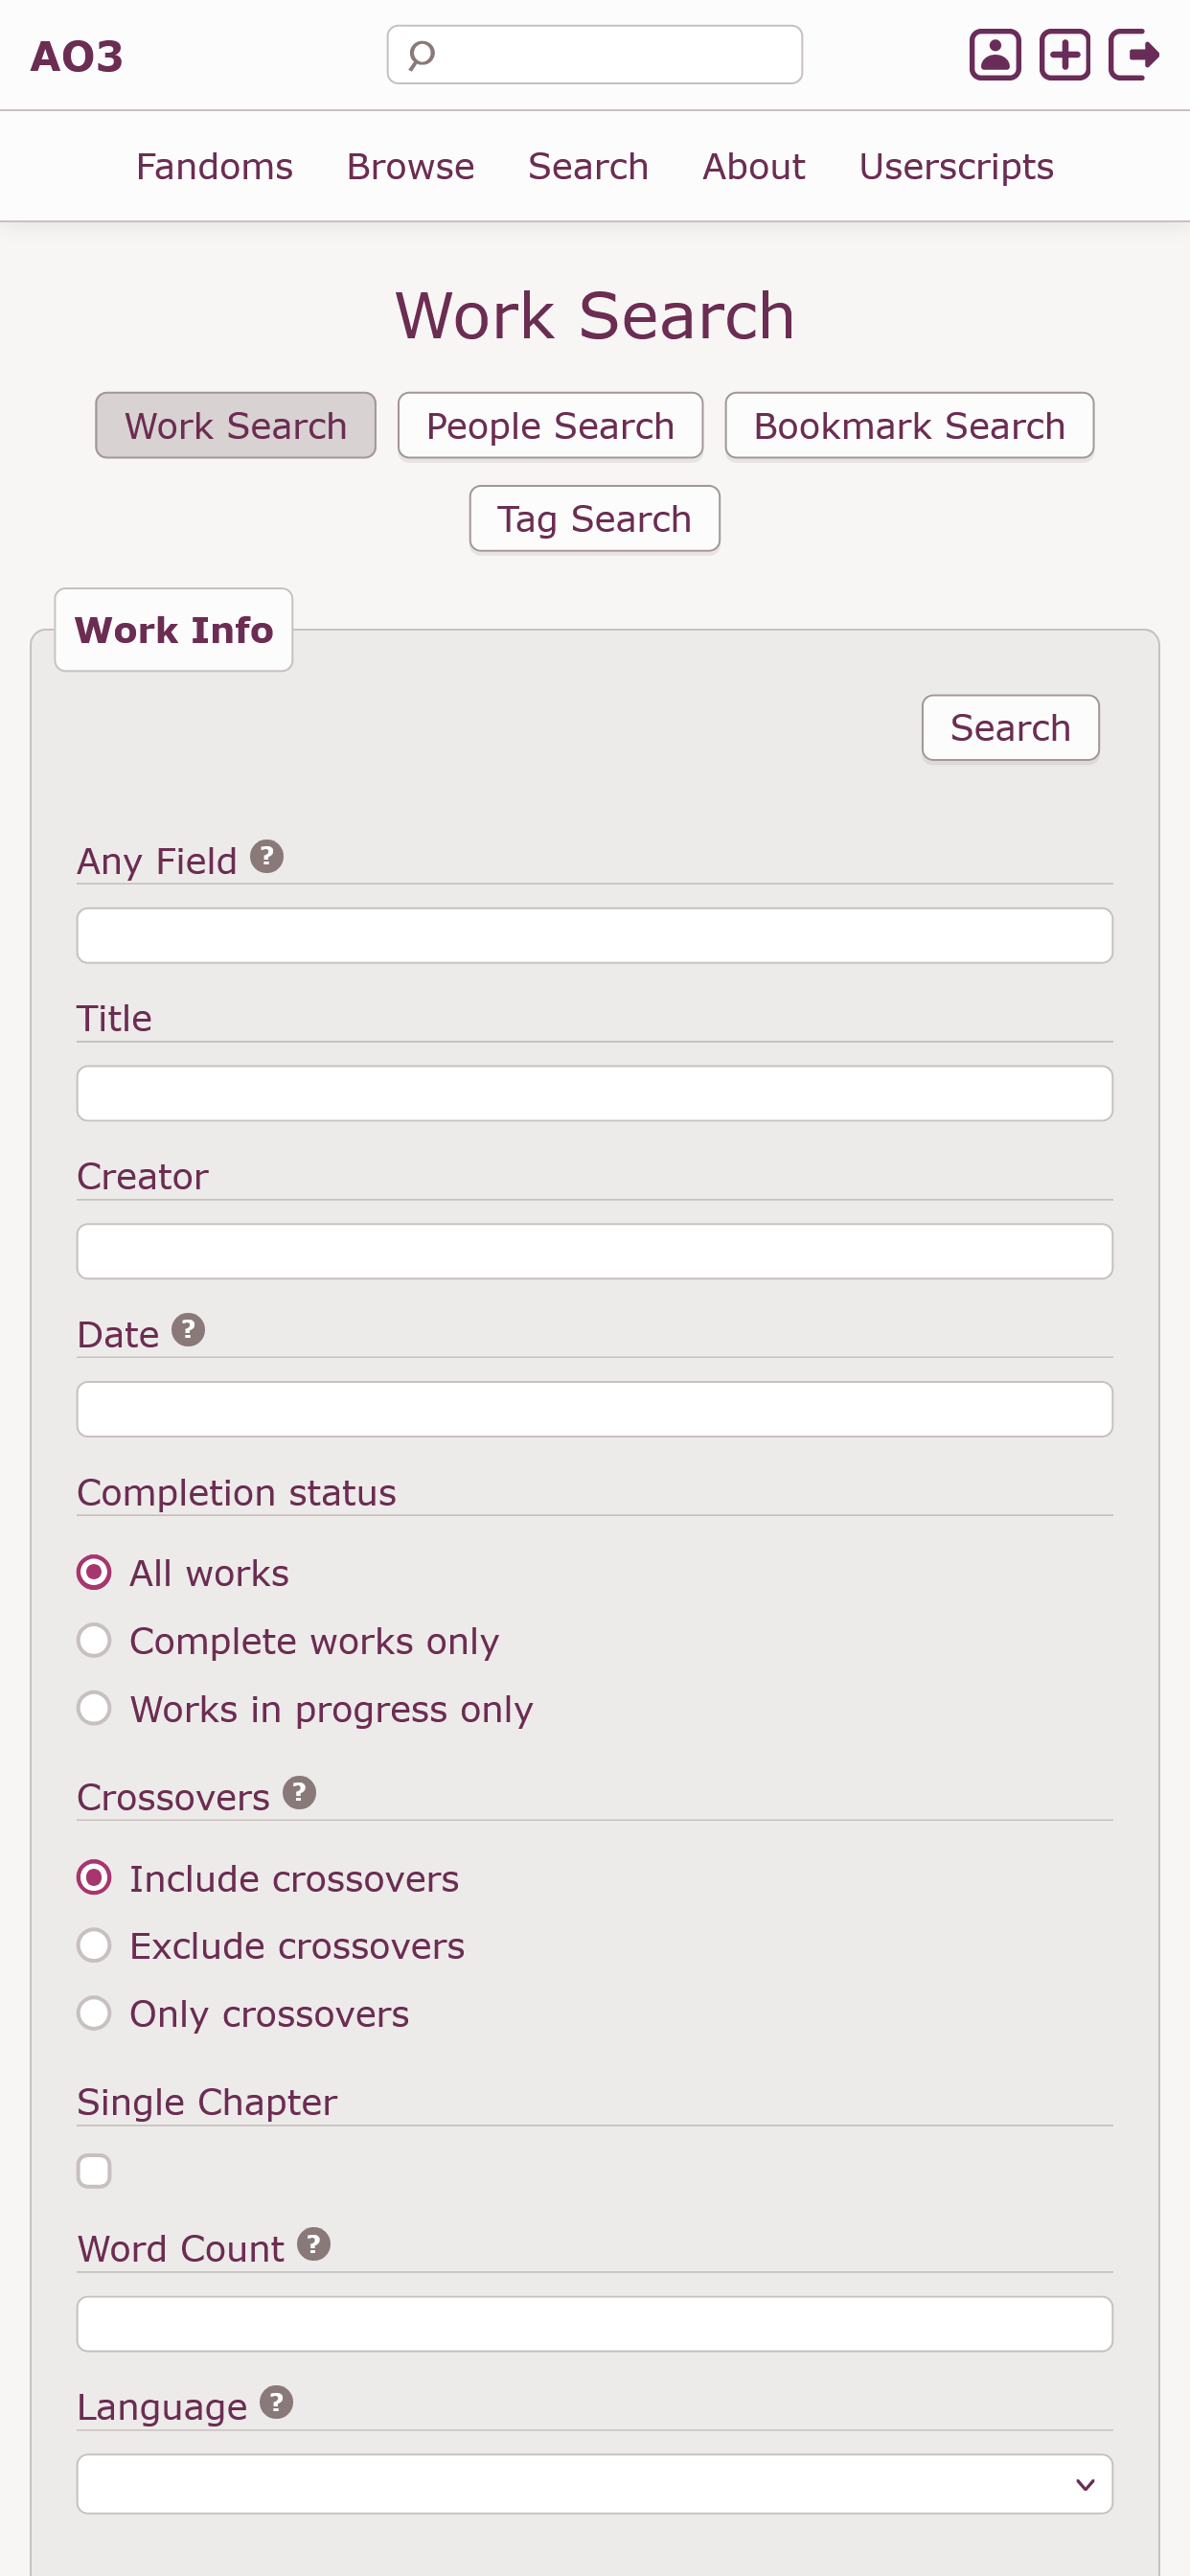 AO3
Fandoms Browse Search About Userscripts
Work Search
Work Search People Search Bookmark Search
Tag Search
Work Info
Search
Any Field ?
Title
Creator
Date ?
Completion status
All works
Complete works only
Works in progress only
Crossovers ?
Include crossovers
Exclude crossovers
Only crossovers
Single Chapter
Word Count ?
Language ?